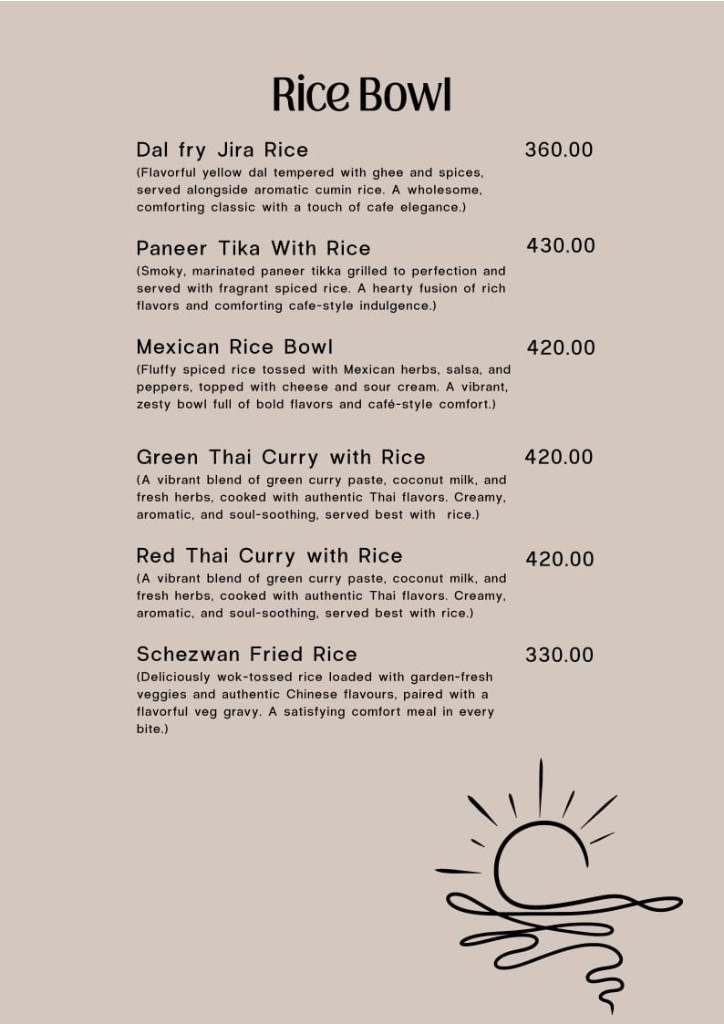 Rice Bowl
Dal fry Jira Rice 360.00
(Flavorful yellow dal tempered with ghee and spices,
served alongside aromatic cumin rice. A wholesome,
comforting classic with a touch of cafe elegance.)
Paneer Tika With Rice 430.00
(Smoky, marinated paneer tikka grilled to perfection and
served with fragrant spiced rice. A hearty fusion of rich
flavors and comforting cafe-style indulgence.)
Mexican Rice Bowl 420.00
(Fluffy spiced rice tossed with Mexican herbs, salsa, and
peppers, topped with cheese and sour cream. A vibrant,
zesty bowl full of bold flavors and café-style comfort.)
Green Thai Curry with Rice 420.00
(A vibrant blend of green curry paste, coconut milk, and
fresh herbs, cooked with authentic Thai flavors. Creamy,
aromatic, and soul-soothing, served best with  rice.)
Red Thai Curry with Rice 420.00
(A vibrant blend of green curry paste, coconut milk, and
fresh herbs, cooked with authentic Thai flavors. Creamy,
aromatic, and soul-soothing, served best with rice.)
Schezwan Fried Rice 330.00
(Deliciously wok-tossed rice loaded with garden-fresh
veggies and authentic Chinese flavours, paired with a
flavorful veg gravy. A satisfying comfort meal in every
bite.)